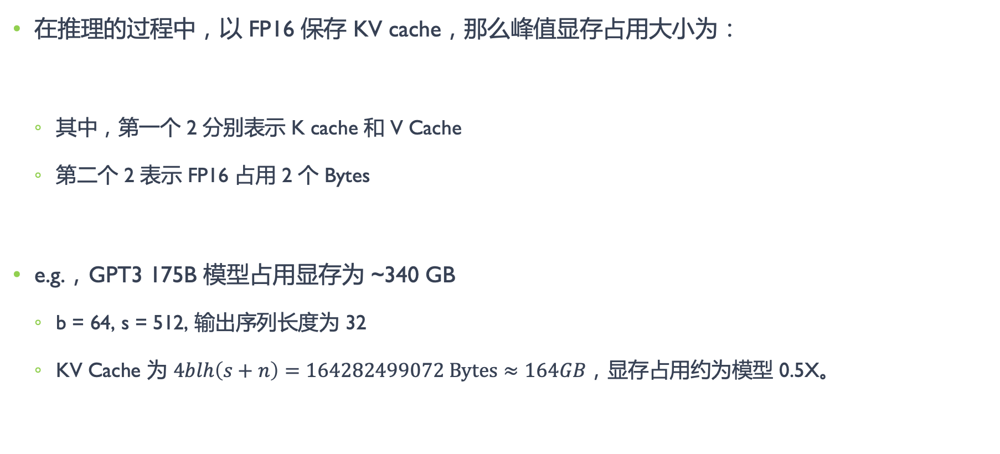 • 在推理的过程中，以 FP16 保存 KV cache，那么峰值显存占用大小为：
◦ 其中，第一个 2 分别表示 K cache 和 V Cache
◦ 第二个 2 表示 FP16 占用 2 个 Bytes
• e.g.，GPT3 175B 模型占用显存为 ~340 GB
◦ b = 64, s = 512, 输出序列长度为 32
◦ KV Cache 为 4blh(s + n) = 164282499072 Bytes ≈ 164GB，显存占用约为模型 0.5X。